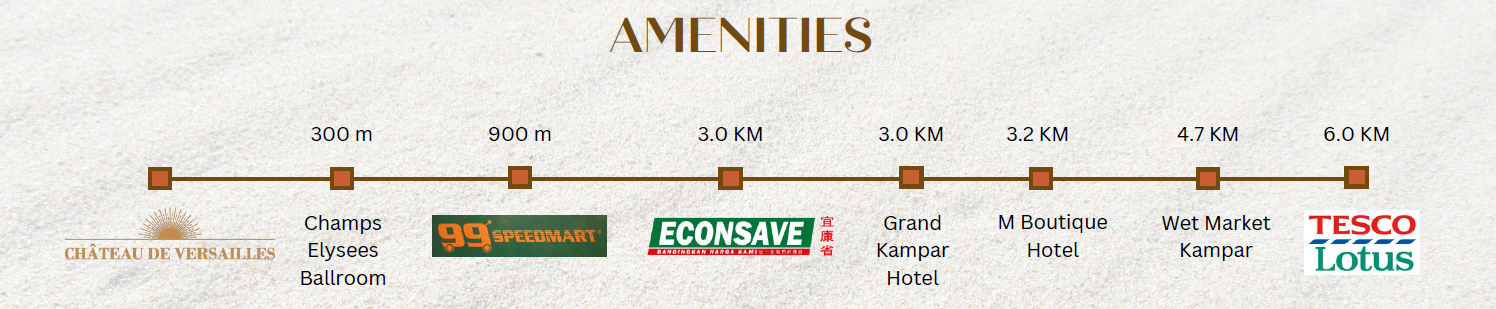 AMENITIES
300 m
900 m
3.0 KM
3.0 KM
3.2 KM
4.7 KM
6.0 KM
CHÂTEAU DE VERSAILLES
Champs
Elysees
Ballroom
99 SPEEDMART
ECONSAVE
BANDINGKAN HARGA KAMI
宜康省
Grand
Kampar
Hotel
M Boutique
Hotel
Wet Market
Kampar
TESCO
Lotus